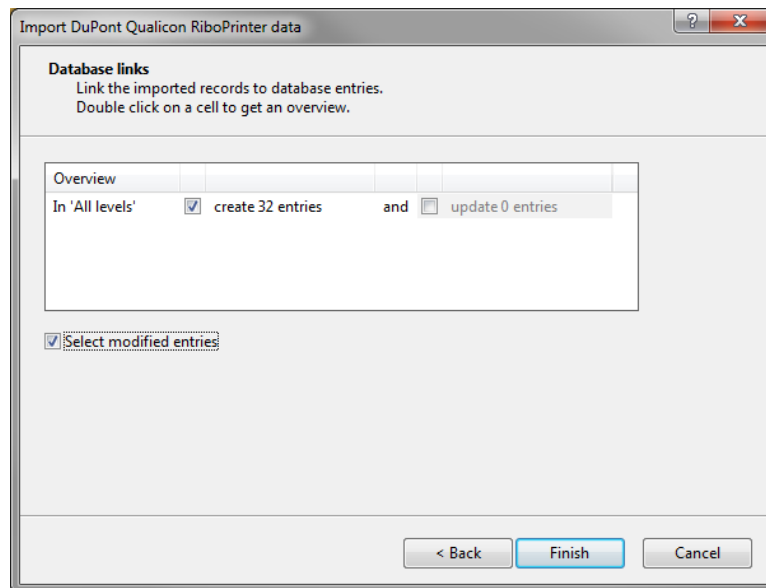 Import DuPont Qualicon RiboPrinter data
Database links
Link the imported records to database entries.
Double click on a cell to get an overview.
Overview
In 'All levels' create 32 entries and update 0 entries
Select modified entries
< Back Finish Cancel